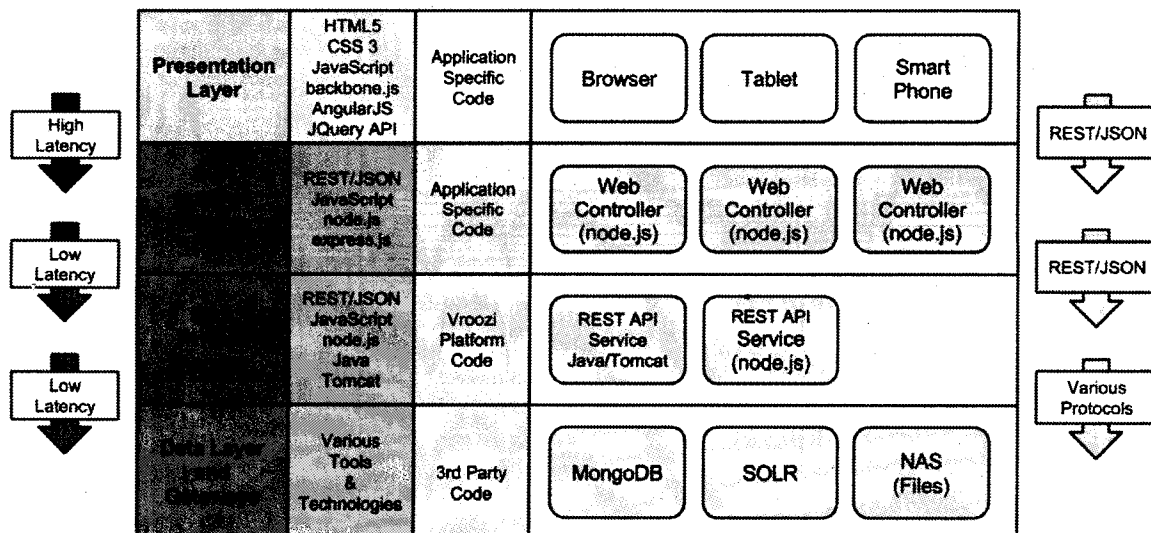 Presentation
Layer
HTML5
CSS 3
JavaScript
backbone.js
AngularJS
JQuery API
Application
Specific
Code
Browser
Tablet
Smart
Phone
High
Latency
REST/JSON
REST/JSON
JavaScript
node.js
express.js
Application
Specific
Code
Web
Controller
(node.js)
Web
Controller
(node.js)
Web
Controller
(node.js)
Low
Latency
REST/JSON
REST/JSON
JavaScript
node.js
Java
Tomcat
Vroozi
Platform
Code
REST API
Service
Java/Tomcat
REST API
Service
(node.js)
Low
Latency
Various
Protocols
Data Layer
and
Various
Tools
&
Technologies
3rd Party
Code
MongoDB
SOLR
NAS
(Files)